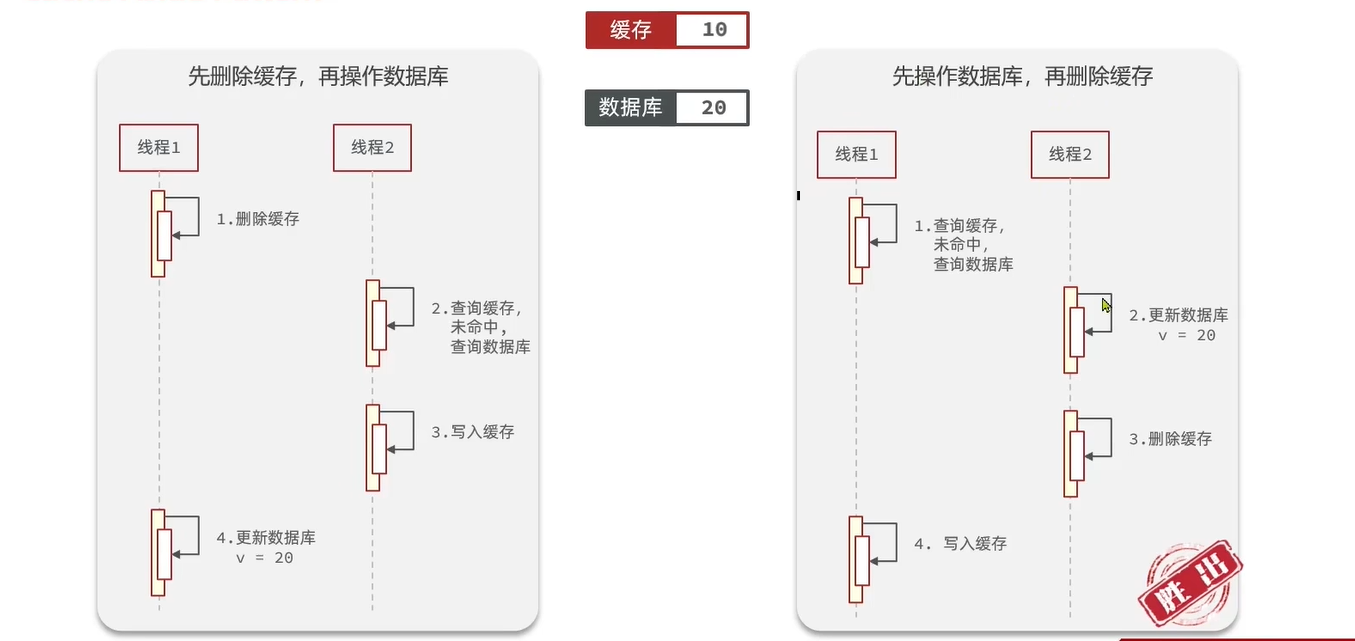 缓存 10
数据库 20
先删除缓存，再操作数据库
线程1 线程2
1.删除缓存
2.查询缓存，
未命中，
查询数据库
3.写入缓存
4.更新数据库
v = 20
先操作数据库，再删除缓存
线程1 线程2
1.查询缓存，
未命中，
查询数据库
2.更新数据库
v = 20
3.删除缓存
4. 写入缓存
胜出